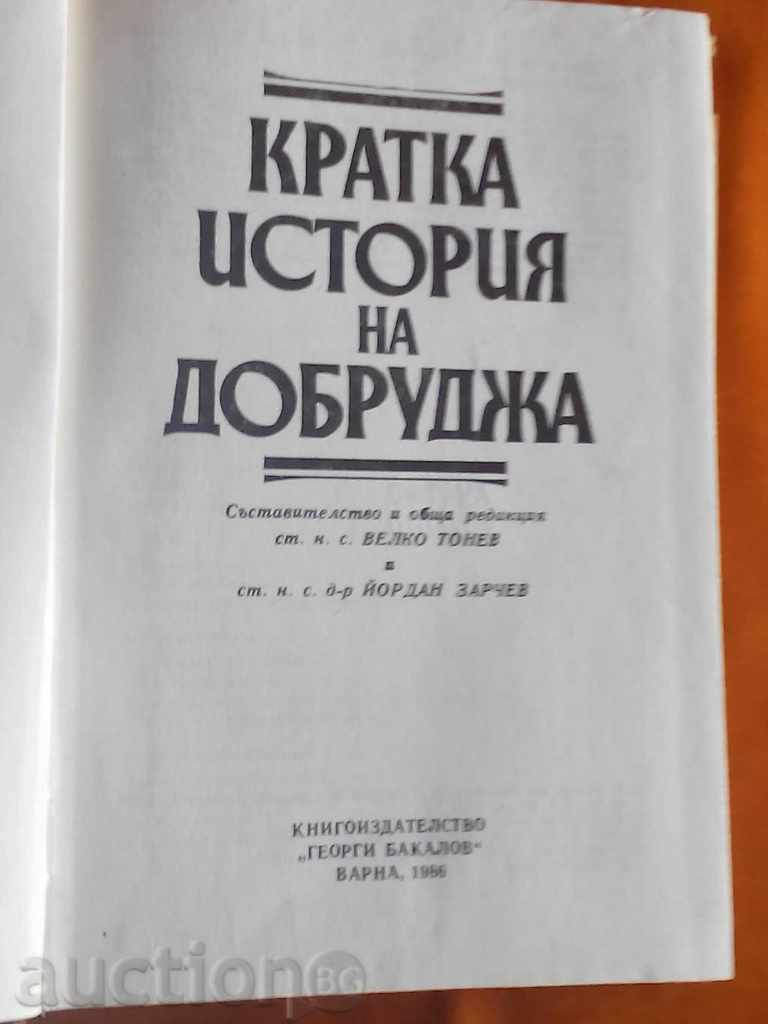 КРАТКА
ИСТОРИЯ
НА
ДОБРУДЖА
Съставителство и обща редакция
ст. н. с. ВЕЛКО ТОНЕВ
и
ст. н. с. д-р ЙОРДАН ЗАРЧЕВ
КНИГОИЗДАТЕЛСТВО
„ГЕОРГИ БАКАЛОВ“
ВАРНА, 1986
auction BG